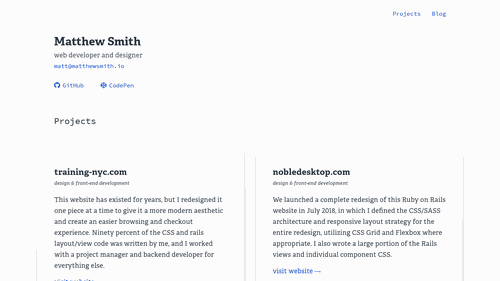 Projects Blog
Matthew Smith
web developer and designer
matt@matthewsmith.io
GitHub CodePen
Projects
training-nyc.com
design & front-end development
This website has existed for years, but I redesigned it
one piece at a time to give it a more modern aesthetic
and create an easier browsing and checkout
experience. Ninety percent of the CSS and rails
layout/view code was written by me, and I worked
with a project manager and backend developer for
everything else.
nobledesktop.com
design & front-end development
We launched a complete redesign of this Ruby on Rails
website in July 2018, in which I defined the CSS/SASS
architecture and responsive layout strategy for the
entire redesign, utilizing CSS Grid and Flexbox where
appropriate. I also wrote a large portion of the Rails
views and individual component CSS.
visit website →